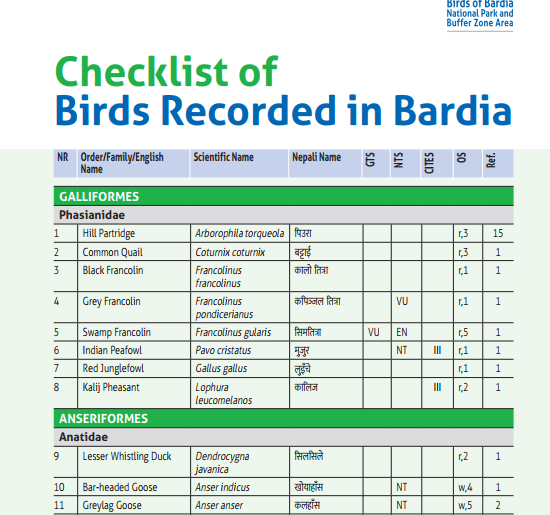 Birds of Bardia
National Park and
Buffer Zone Area
Checklist of
Birds Recorded in Bardia
NR Order/Family/English Name Scientific Name Nepali Name GTS NTS CITES OS Ref.
GALLIFORMES
Phasianidae
1 Hill Partridge Arborophila torqueola पिउरा r,3 15
2 Common Quail Coturnix coturnix बट्टाई r,3 1
3 Black Francolin Francolinus francolinus कालो तित्रा r,1 1
4 Grey Francolin Francolinus pondicerianus कपिञ्जल तित्रा VU r,1 1
5 Swamp Francolin Francolinus gularis सिमतित्रा VU EN r,5 1
6 Indian Peafowl Pavo cristatus मुजुर NT III r,1 1
7 Red Junglefowl Gallus gallus लुइँचे r,1 1
8 Kalij Pheasant Lophura leucomelanos कालिज III r,2 1
ANSERIFORMES
Anatidae
9 Lesser Whistling Duck Dendrocygna javanica सिलसिले r,2 1
10 Bar-headed Goose Anser indicus खोयाहाँस NT w,4 1
11 Greylag Goose Anser anser कलहाँस NT w,5 2